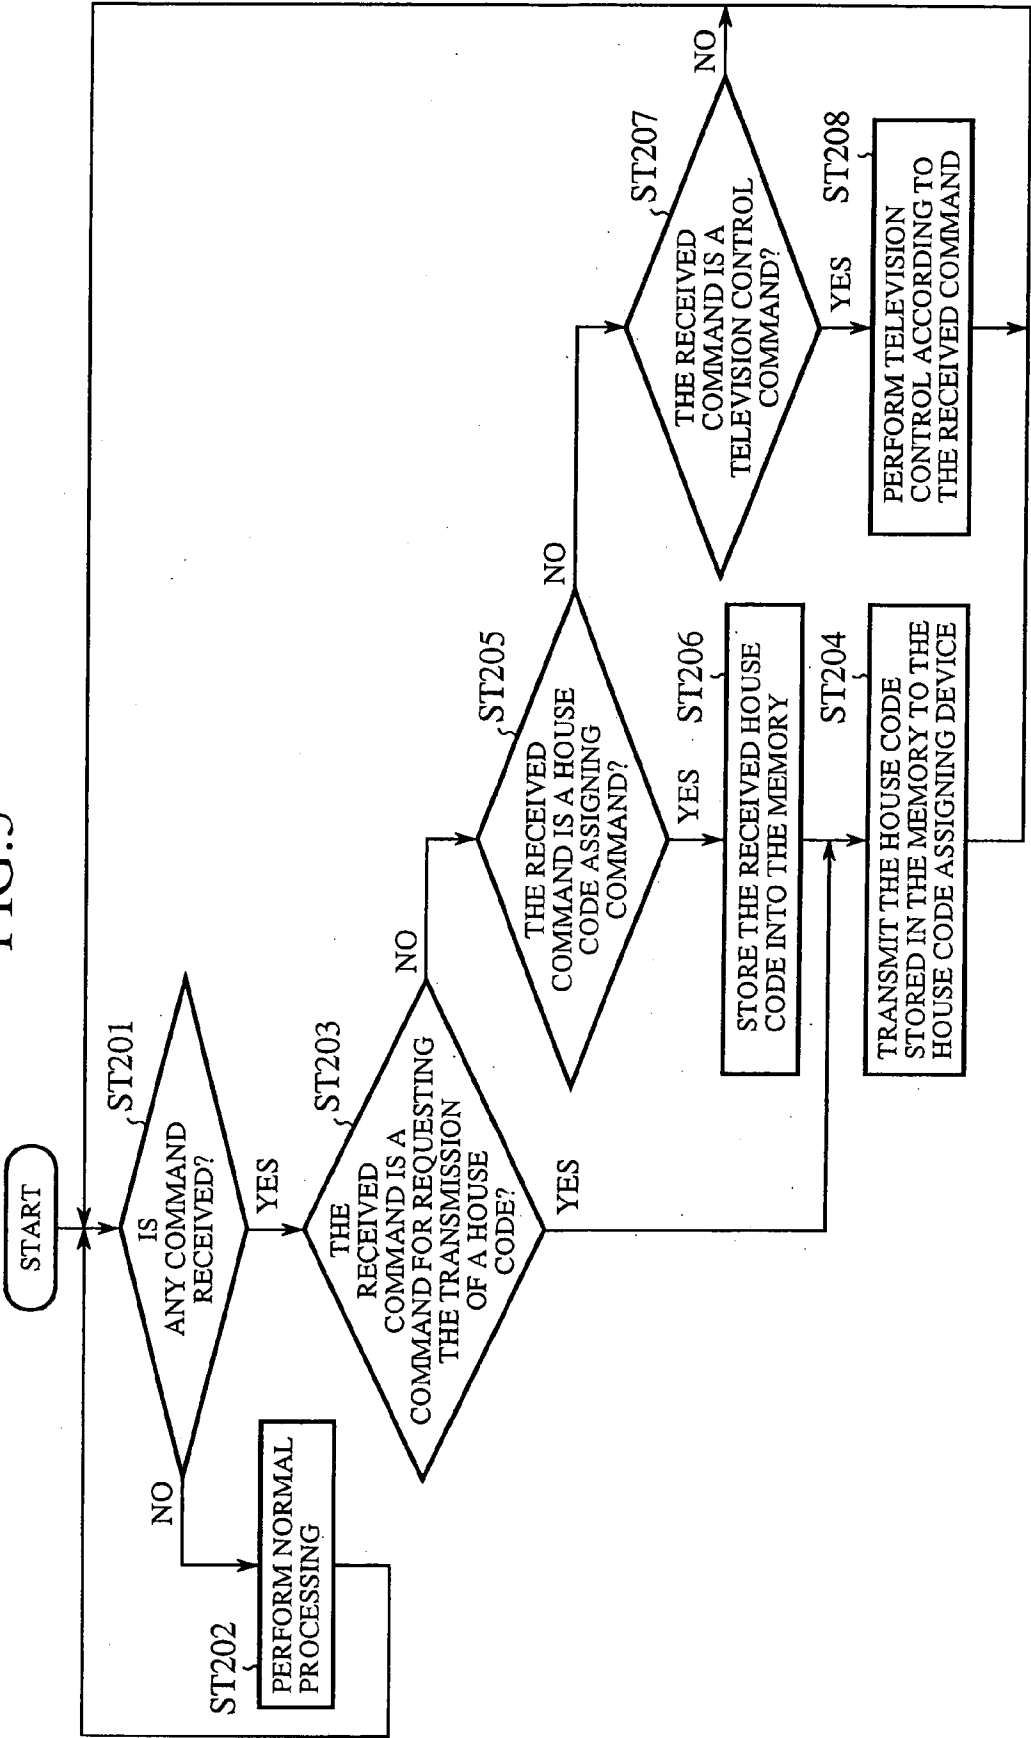 START
ST201
IS
ANY COMMAND
RECEIVED?
NO
YES
ST202
PERFORM NORMAL
PROCESSING
ST203
THE
RECEIVED
COMMAND IS A
COMMAND FOR REQUESTING
THE TRANSMISSION
OF A HOUSE
CODE?
NO
YES
ST205
THE RECEIVED
COMMAND IS A HOUSE
CODE ASSIGNING
COMMAND?
NO
YES
ST206
STORE THE RECEIVED HOUSE
CODE INTO THE MEMORY
ST204
TRANSMIT THE HOUSE CODE
STORED IN THE MEMORY TO THE
HOUSE CODE ASSIGNING DEVICE
ST207
THE RECEIVED
COMMAND IS A
TELEVISION CONTROL
COMMAND?
NO
YES
ST208
PERFORM TELEVISION
CONTROL ACCORDING TO
THE RECEIVED COMMAND